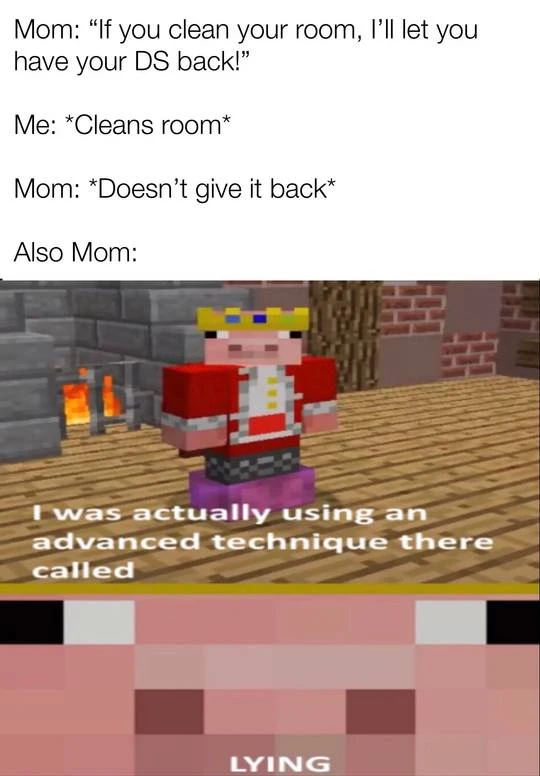 Mom: “If you clean your room, I’ll let you
have your DS back!”
Me: *Cleans room*
Mom: *Doesn’t give it back*
Also Mom:
I was actually using an
advanced technique there
called
LYING